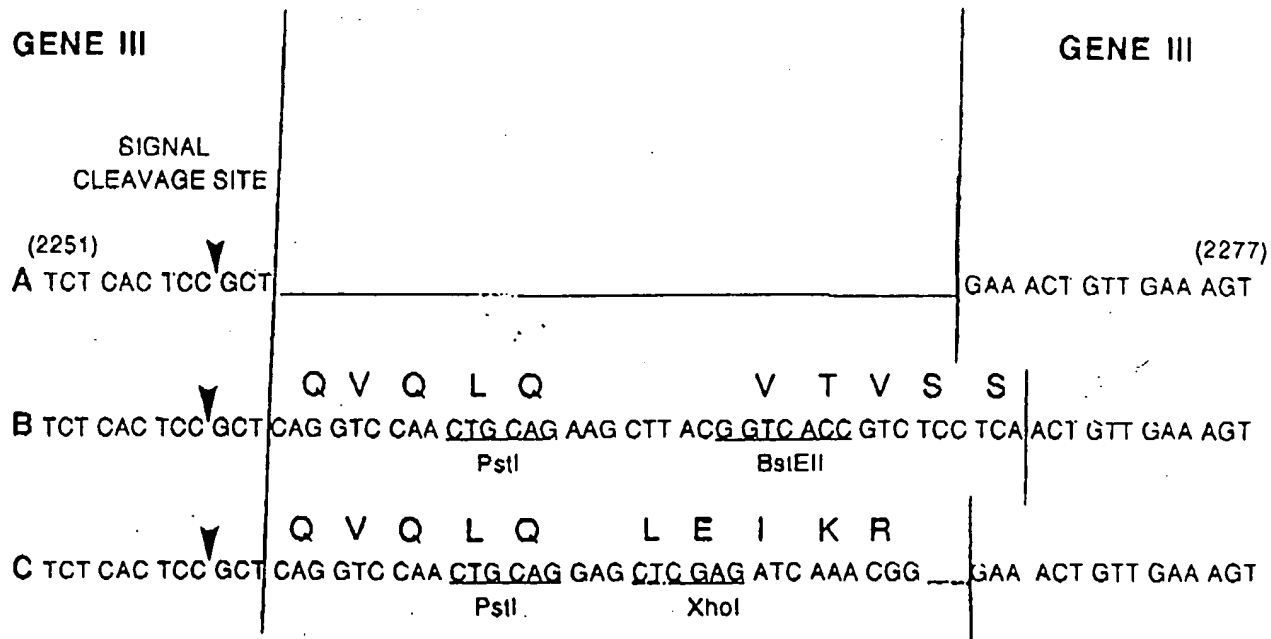 GENE III GENE III
SIGNAL
CLEAVAGE SITE
(2251) (2277)
A TCT CAC TCC GCT GAA ACT GTT GAA AGT
Q V Q L Q V T V S S
B TCT CAC TCC GCT CAG GTC CAA CTG CAG AAG CTT ACG GTC ACC GTC TCC TCA ACT GTT GAA AGT
PstI BstEII
Q V Q L Q L E I K R
C TCT CAC TCC GCT CAG GTC CAA CTG CAG GAG CTC GAG ATC AAA CGG GAA ACT GTT GAA AGT
PstI XhoI